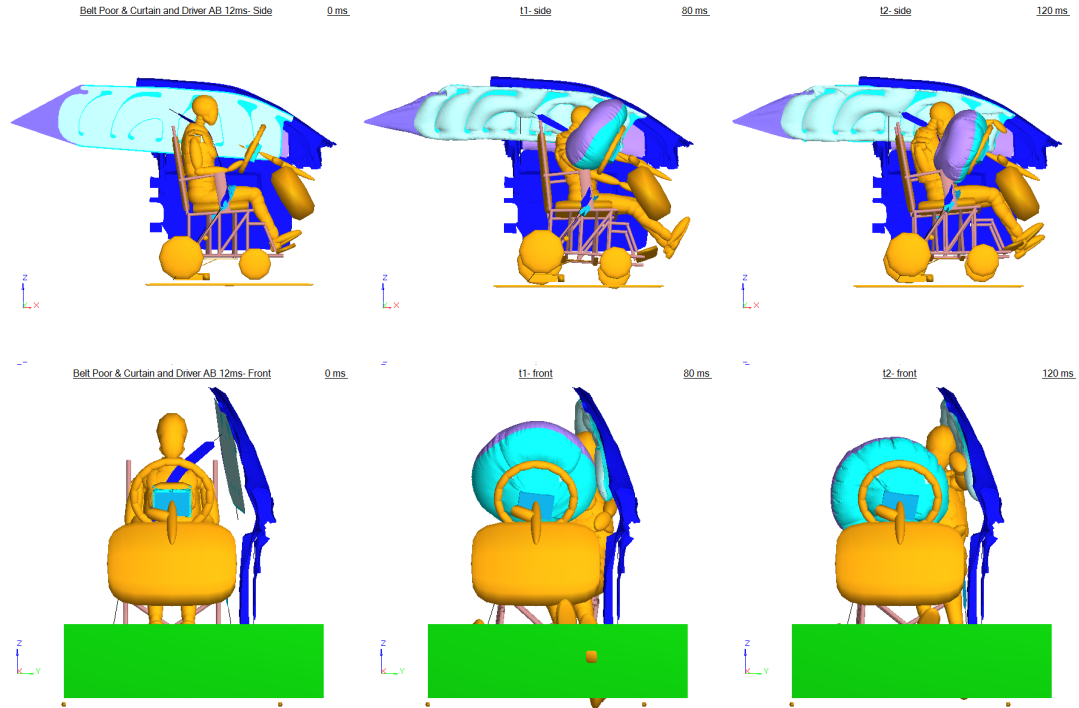 Belt Poor & Curtain and Driver AB 12ms- Side 0 ms t1-side 80 ms t2- side 120 ms
Z X Z X Z X
Belt Poor & Curtain and Driver AB 12ms- Front 0 ms t1- front 80 ms t2- front 120 ms
Z X Y Z X Y Z X Y